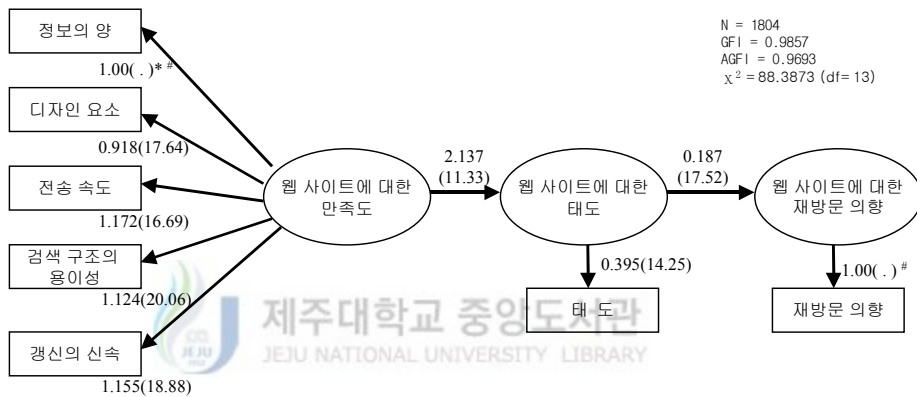 정보의 양
1.00( . )* #
디자인 요소
0.918(17.64)
전송 속도
1.172(16.69)
검색 구조의
용이성
1.124(20.06)
갱신의 신속
1.155(18.88)
웹 사이트에 대한
만족도
2.137
(11.33)
웹 사이트에 대한
태도
0.395(14.25)
태 도
0.187
(17.52)
웹 사이트에 대한
재방문 의향
1.00( . ) #
재방문 의향
N = 1804
GFI = 0.9857
AGFI = 0.9693
χ² = 88.3873 (df= 13)
제주대학교 중앙도서관
JEJU NATIONAL UNIVERSITY LIBRARY
JEJU
1952